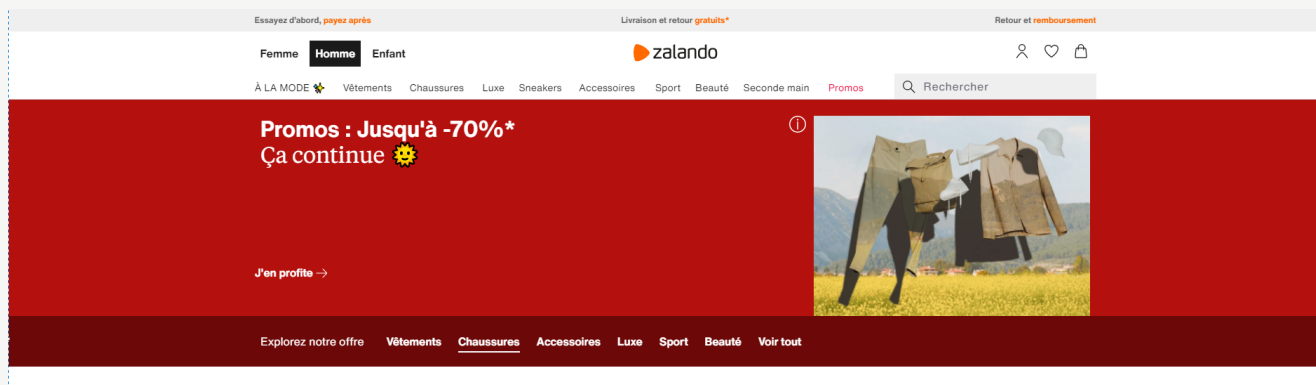 Essayez d'abord, payez après
Livraison et retour gratuits*
Retour et remboursement
Femme Homme Enfant
zalando
À LA MODE Vêtements Chaussures Luxe Sneakers Accessoires Sport Beauté Seconde main Promos
Rechercher
Promos : Jusqu'à -70%*
Ça continue
J'en profite →
Explorez notre offre Vêtements Chaussures Accessoires Luxe Sport Beauté Voir tout